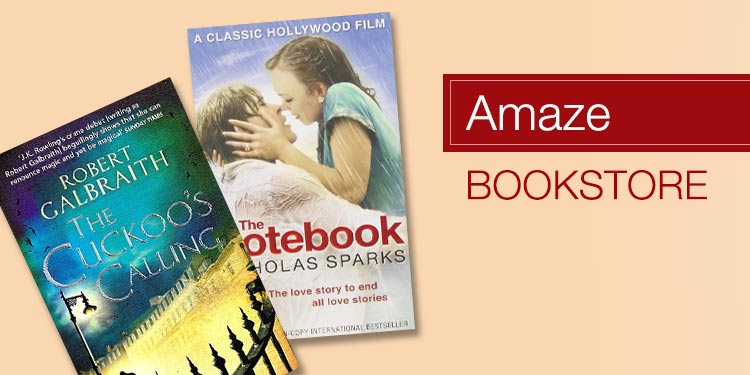 'J.K. Rowling's crime debut [writing as
Robert Galbraith] beguilingly shows that she can
renounce magic and yet be magical' SUNDAY TIMES
ROBERT
GALBRAITH
THE
CUCKOO'S
CALLING
A CLASSIC HOLLYWOOD FILM
The
otebook
HOLAS SPARKS
The love story to end
all love stories
N-COPY INTERNATIONAL BESTSELLER
Amaze
BOOKSTORE